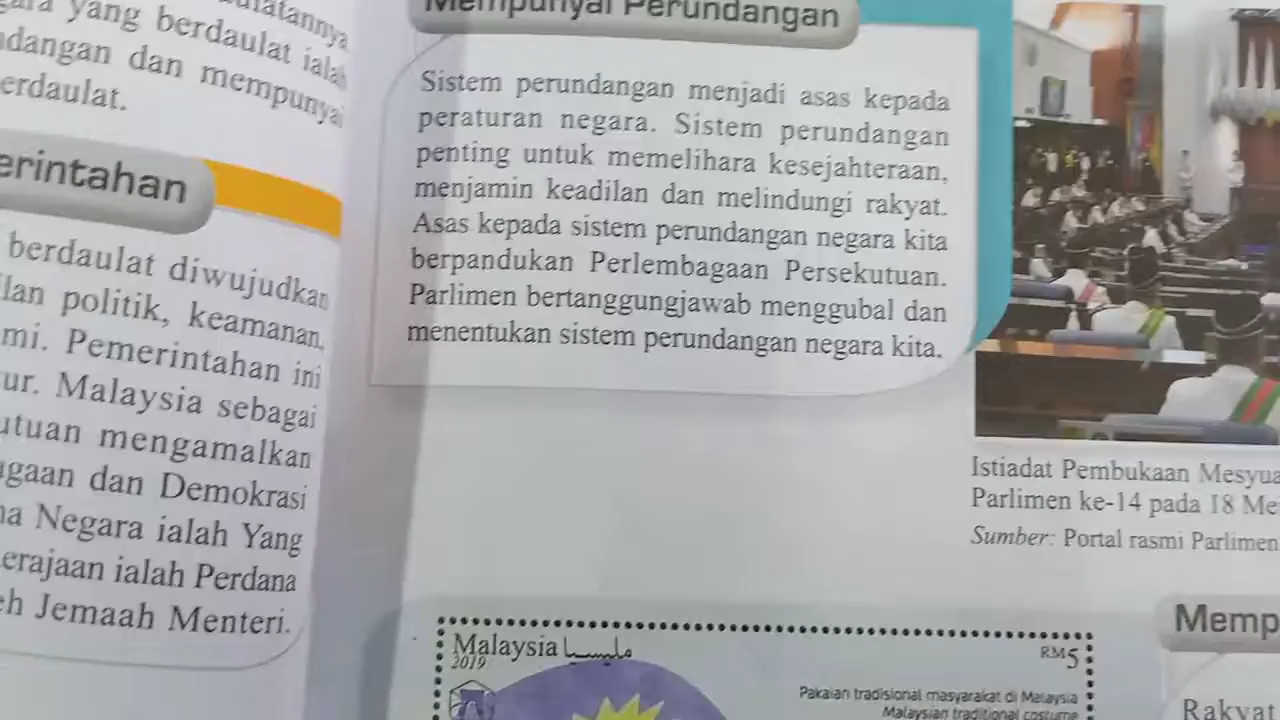 yang berdaulat ialah
dan mempunyai
erdaulat.
erintahan
berdaulat diwujudkan
politik, keamanan,
mi. Pemerintahan ini
ur. Malaysia sebagai
utuan mengamalkan
dan Demokrasi
Negara ialah Yang
erajaan ialah Perdana
Jemaah Menteri.
Mempunyai Perundangan
Sistem perundangan menjadi asas kepada
peraturan negara. Sistem perundangan
penting untuk memelihara kesejahteraan,
menjamin keadilan dan melindungi rakyat.
Asas kepada sistem perundangan negara kita
berpandukan Perlembagaan Persekutuan.
Parlimen bertanggungjawab menggubal dan
menentukan sistem perundangan negara kita.
Istiadat Pembukaan Mesyua
Parlimen ke-14 pada 18 Me
Sumber: Portal rasmi Parlimen
Malaysia مليسيا
2019
RM5
Pakaian tradisional masyarakat di Malaysia
Malaysian traditional costume
Memp
Rakyat